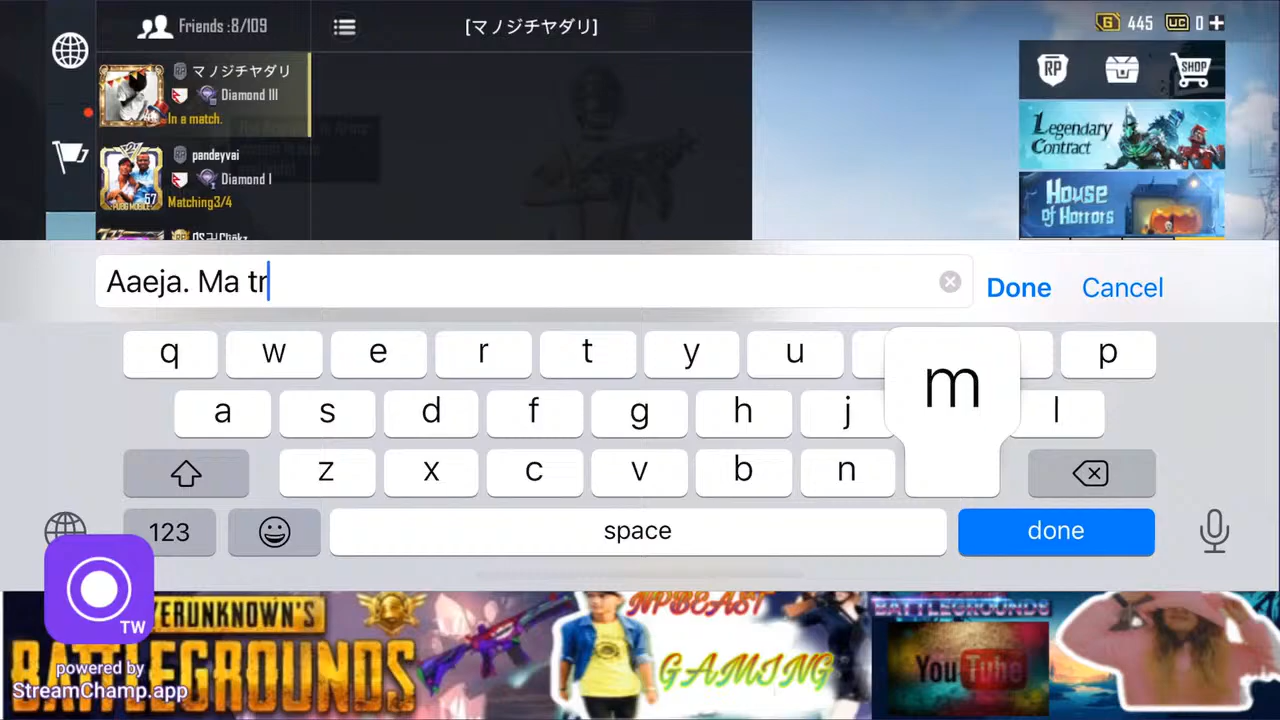 Friends :8/109
[マノジチヤダリ]
G 445 UC 0 +
マノジチヤダリ
Diamond III
In a match.
RP
SHOP
pandeyvai
Diamond I
Matching3/4
57
Legendary
Contract
House
of Horrors
Aaeja. Ma tr
Done
Cancel
q w e r t y u p
m
a s d f g h j l
z x c v b n
123
space
done
TW
powered by
StreamChamp.app
YERUNKNOWN'S
BATTLEGROUNDS
NPBEAST
GAMING
BATTLEGROUNDS
YouTube